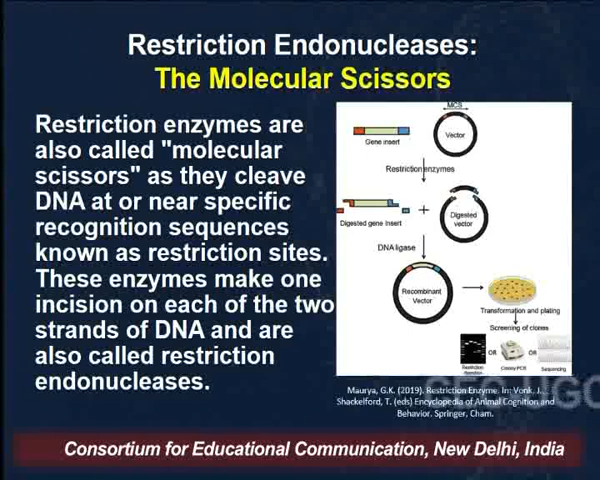 Restriction Endonucleases:
The Molecular Scissors
Restriction enzymes are
also called "molecular
scissors" as they cleave
DNA at or near specific
recognition sequences
known as restriction sites.
These enzymes make one
incision on each of the two
strands of DNA and are
also called restriction
endonucleases.
MCS
Gene insert
Vector
Restriction enzymes
Digested gene insert
+
Digested
vector
DNA ligase
Recombinant
Vector
Transformation and plating
Screening of clones
OR
OR
Restriction
Colony PCR
Sequencing
Maurya, G.K. (2019). Restriction Enzyme. In: Vonk, J.,
Shackelford, T. (eds) Encyclopedia of Animal Cognition and
Behavior. Springer, Cham.
Consortium for Educational Communication, New Delhi, India